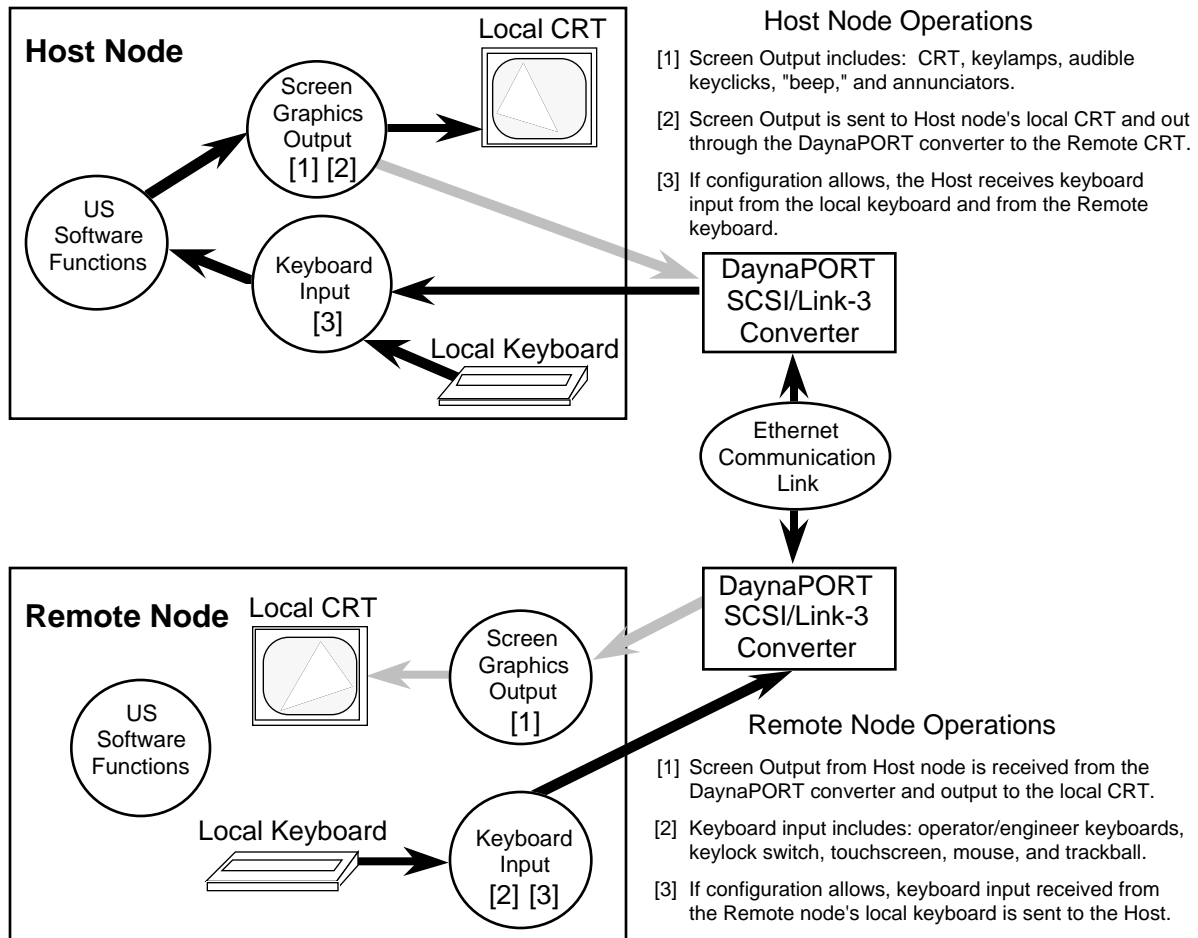 Host Node
Local CRT
Screen
Graphics
Output
[1] [2]
US
Software
Functions
Keyboard
Input
[3]
Local Keyboard
Host Node Operations
[1] Screen Output includes: CRT, keylamps, audible
keyclicks, "beep," and annunciators.
[2] Screen Output is sent to Host node's local CRT and out
through the DaynaPORT converter to the Remote CRT.
[3] If configuration allows, the Host receives keyboard
input from the local keyboard and from the Remote
keyboard.
DaynaPORT
SCSI/Link-3
Converter
Ethernet
Communication
Link
DaynaPORT
SCSI/Link-3
Converter
Remote Node
Local CRT
Screen
Graphics
Output
[1]
US
Software
Functions
Local Keyboard
Keyboard
Input
[2] [3]
Remote Node Operations
[1] Screen Output from Host node is received from the
DaynaPORT converter and output to the local CRT.
[2] Keyboard input includes: operator/engineer keyboards,
keylock switch, touchscreen, mouse, and trackball.
[3] If configuration allows, keyboard input received from
the Remote node's local keyboard is sent to the Host.